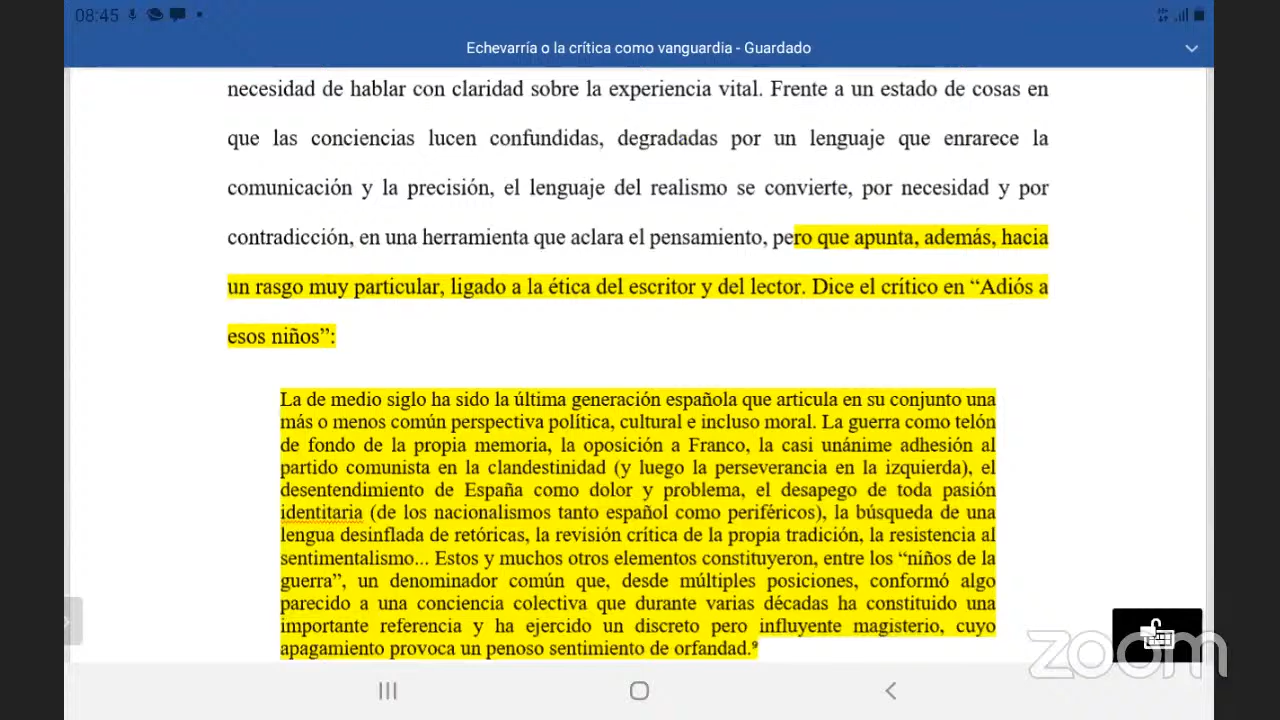 08:45
Echevarría o la crítica como vanguardia - Guardado
necesidad de hablar con claridad sobre la experiencia vital. Frente a un estado de cosas en
que las conciencias lucen confundidas, degradadas por un lenguaje que enrarece la
comunicación y la precisión, el lenguaje del realismo se convierte, por necesidad y por
contradicción, en una herramienta que aclara el pensamiento, pero que apunta, además, hacia
un rasgo muy particular, ligado a la ética del escritor y del lector. Dice el crítico en “Adiós a
esos niños”:
La de medio siglo ha sido la última generación española que articula en su conjunto una
más o menos común perspectiva política, cultural e incluso moral. La guerra como telón
de fondo de la propia memoria, la oposición a Franco, la casi unánime adhesión al
partido comunista en la clandestinidad (y luego la perseverancia en la izquierda), el
desentendimiento de España como dolor y problema, el desapego de toda pasión
identitaria (de los nacionalismos tanto español como periféricos), la búsqueda de una
lengua desinflada de retóricas, la revisión crítica de la propia tradición, la resistencia al
sentimentalismo... Estos y muchos otros elementos constituyeron, entre los “niños de la
guerra”, un denominador común que, desde múltiples posiciones, conformó algo
parecido a una conciencia colectiva que durante varias décadas ha constituido una
importante referencia y ha ejercido un discreto pero influyente magisterio, cuyo
apagamiento provoca un penoso sentimiento de orfandad.⁹
zoom